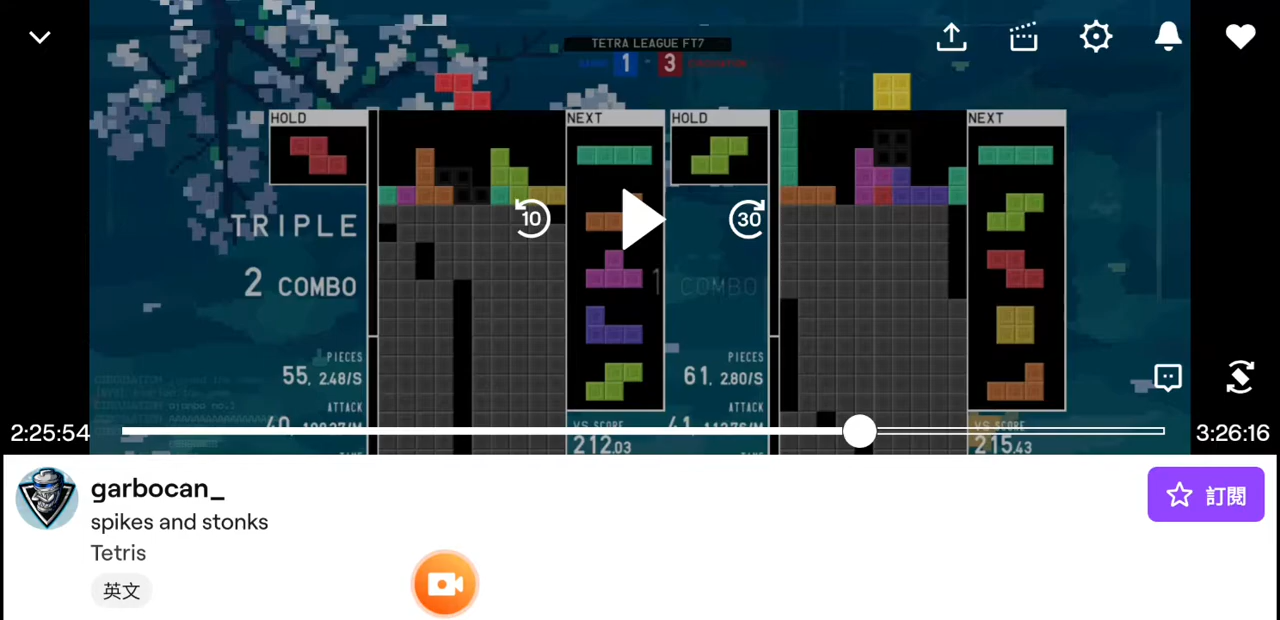 TETRA LEAGUE FT7
1 - 3
HOLD
NEXT
HOLD
NEXT
TRIPLE
2 COMBO
1 COMBO
10
30
PIECES
55, 2.48/S
ATTACK
PIECES
61, 2.80/S
ATTACK
VS SCORE
212.03
VS SCORE
215.43
2:25:54
3:26:16
garbocan_
spikes and stonks
Tetris
英文
訂閱